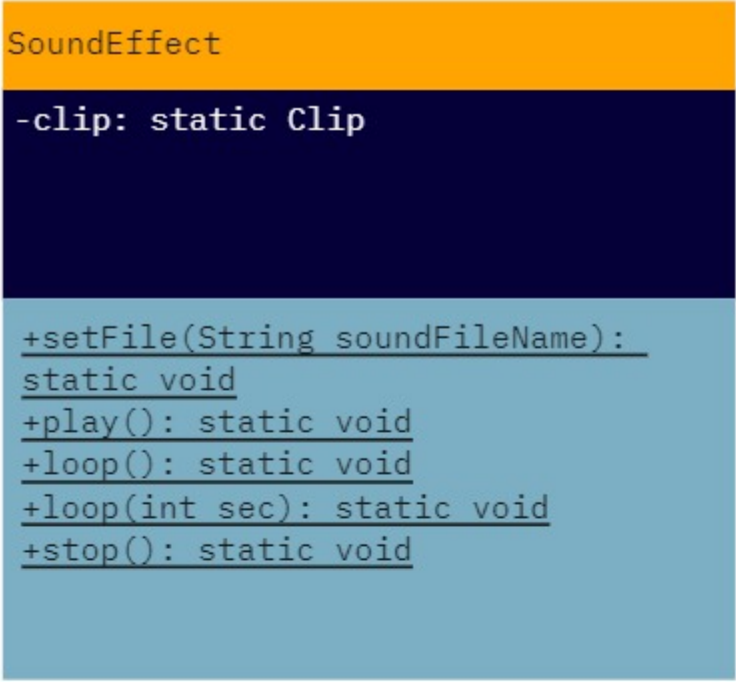 SoundEffect
-clip: static Clip
+setFile(String soundFileName):
static void
+play(): static void
+loop(): static void
+loop(int sec): static void
+stop(): static void